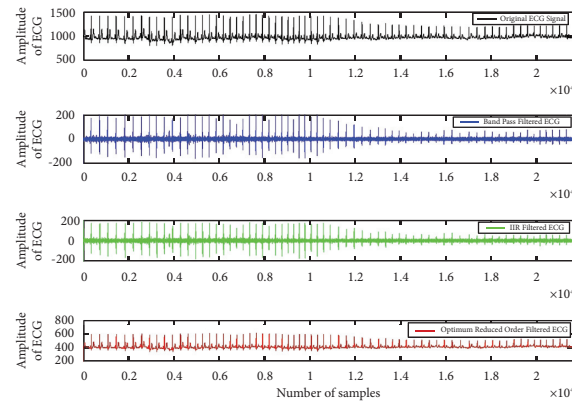 Amplitude
of ECG
1500
1000
500
Original ECG Signal
0 0.2 0.4 0.6 0.8 1 1.2 1.4 1.6 1.8 2
Amplitude
of ECG
200
0
-200
Band Pass Filtered ECG
0 0.2 0.4 0.6 0.8 1 1.2 1.4 1.6 1.8 2
Amplitude
of ECG
200
0
-200
IIR Filtered ECG
0 0.2 0.4 0.6 0.8 1 1.2 1.4 1.6 1.8 2
Amplitude
of ECG
800
600
400
200
Optimum Reduced Order Filtered ECG
0 0.2 0.4 0.6 0.8 1 1.2 1.4 1.6 1.8 2
Number of samples